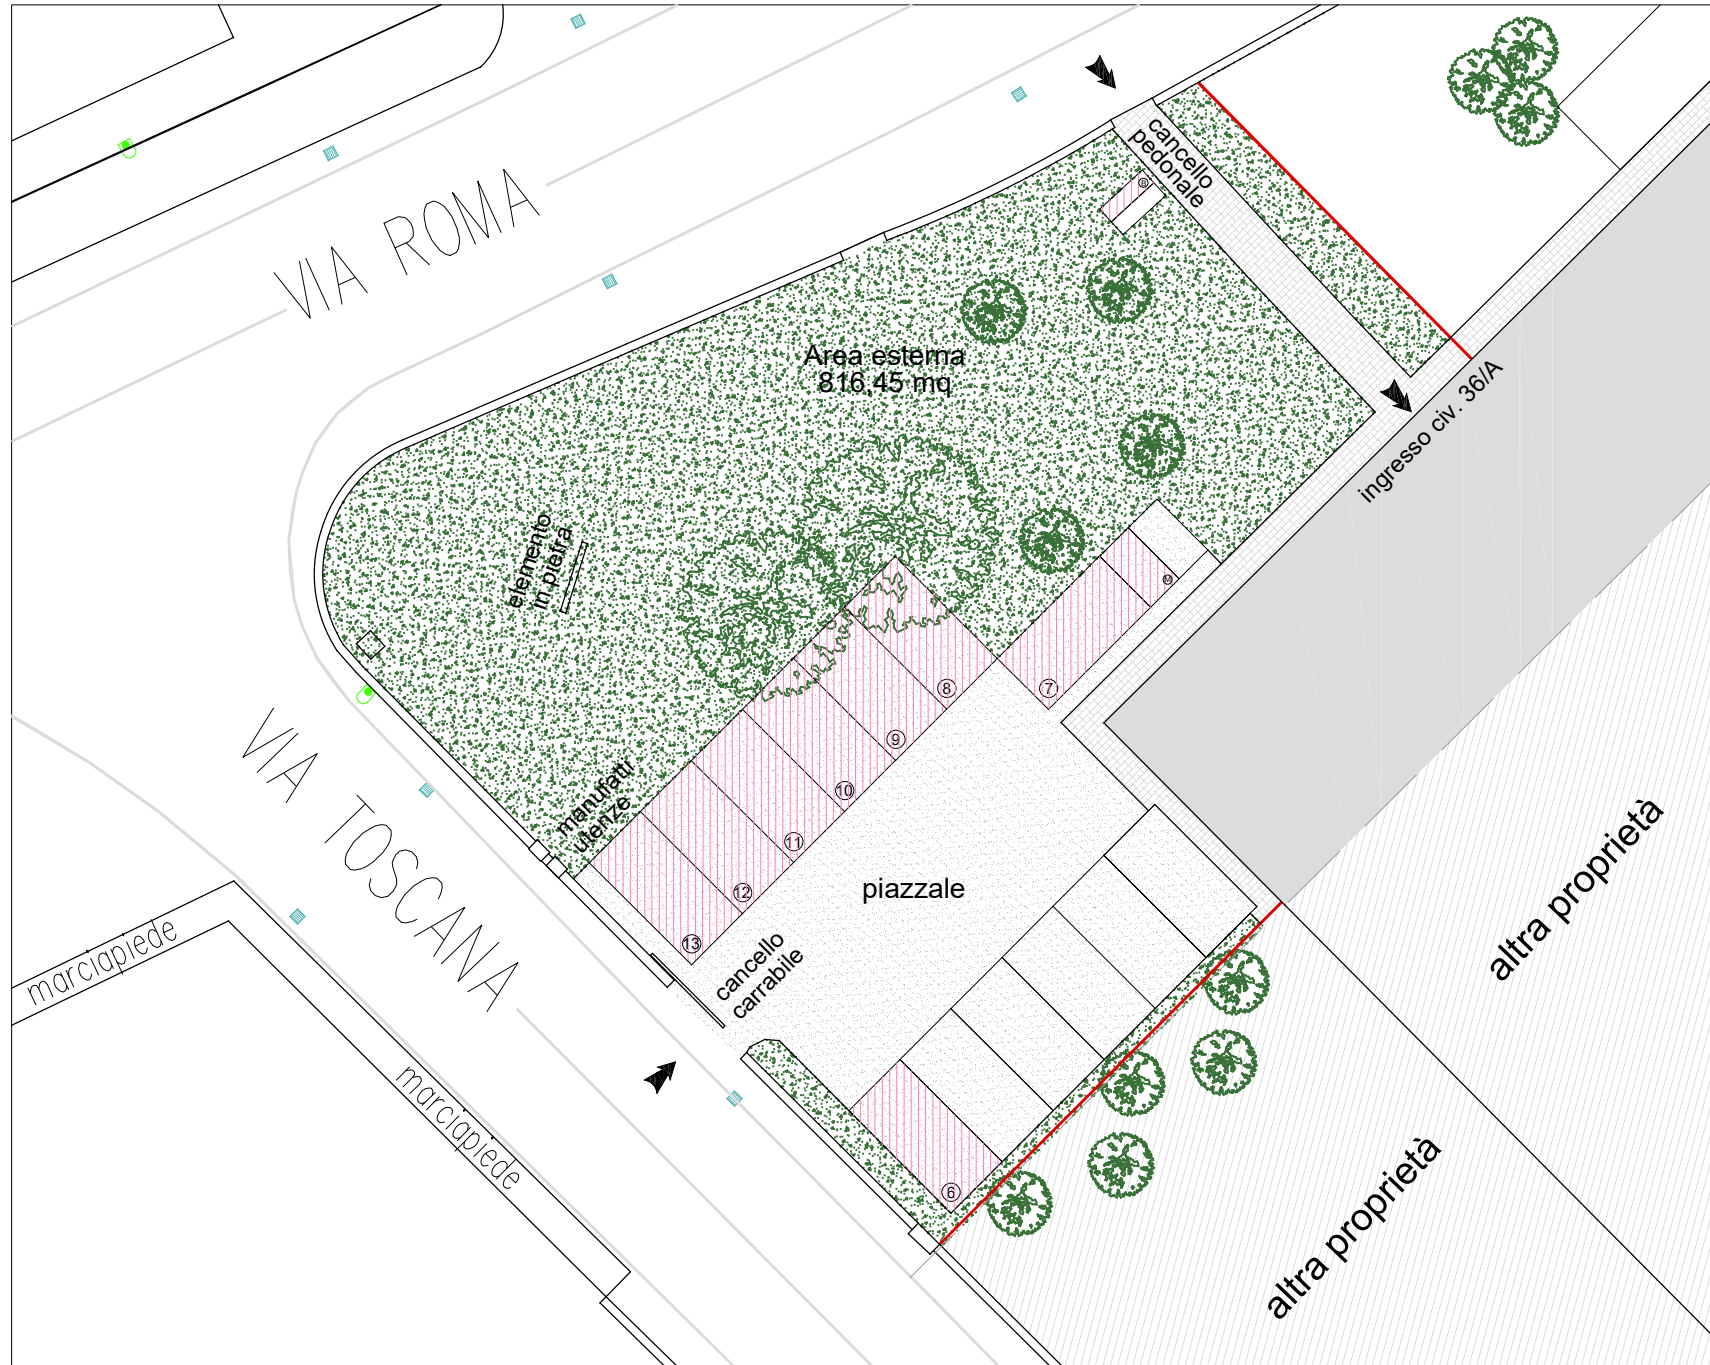 VIA ROMA
cancello
pedonale
B
Area esterna
816.45 mq
ingresso civ. 36/A
elemento
in pietra
M
7
8
9
10
11
12
13
manufatti
utenze
VIA TOSCANA
piazzale
cancello
carrabile
altra proprietà
marciapiede
marciapiede
6
altra proprietà